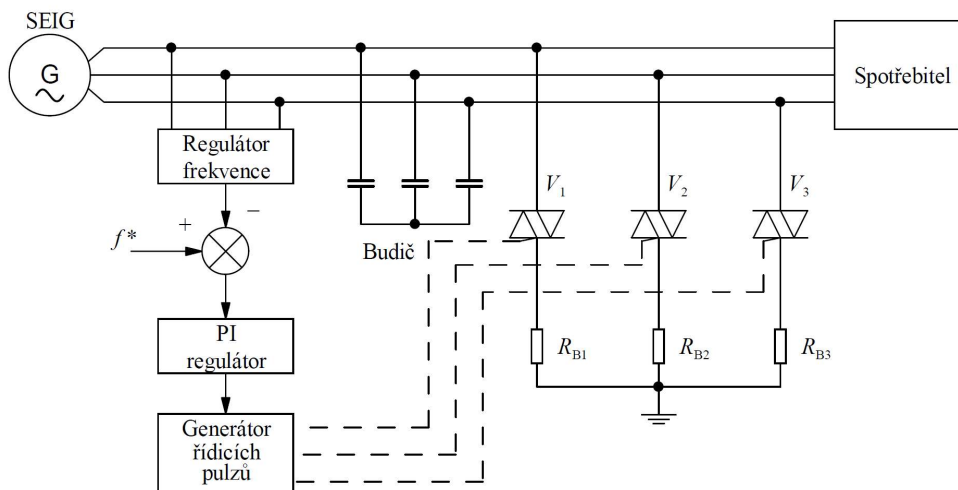 SEIG
G
Spotřebitel
Regulátor
frekvence
V1
V2
V3
+
−
f*
Budič
PI
regulátor
RB1
RB2
RB3
Generátor
řídicích
pulzů